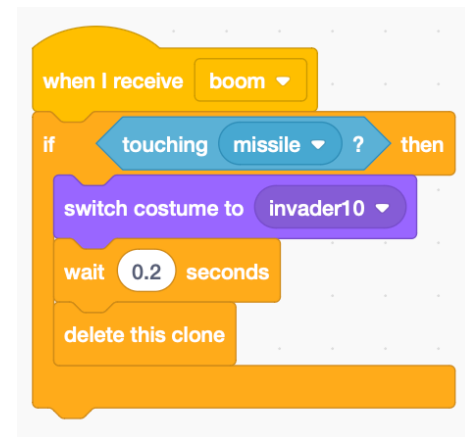 when I receive boom
if touching missile ? then
switch costume to invader10
wait 0.2 seconds
delete this clone